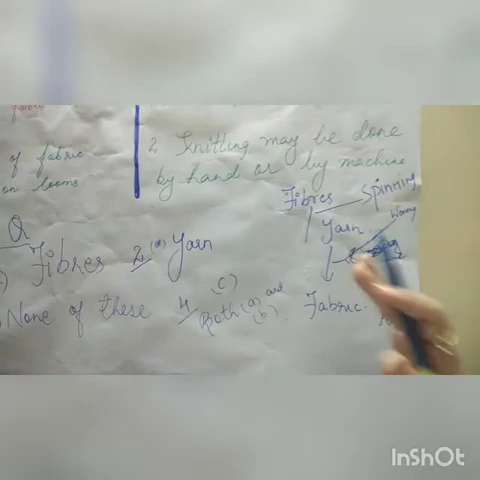 fabric
of fabric
on looms
2 Knitting may be done
by hand or by machine
Q
Fibres 2 (a) Yarn
None of these 4 Both (a) and (b).
(c)
Fibres Spinning
Yarn
Fabric.
InShOt